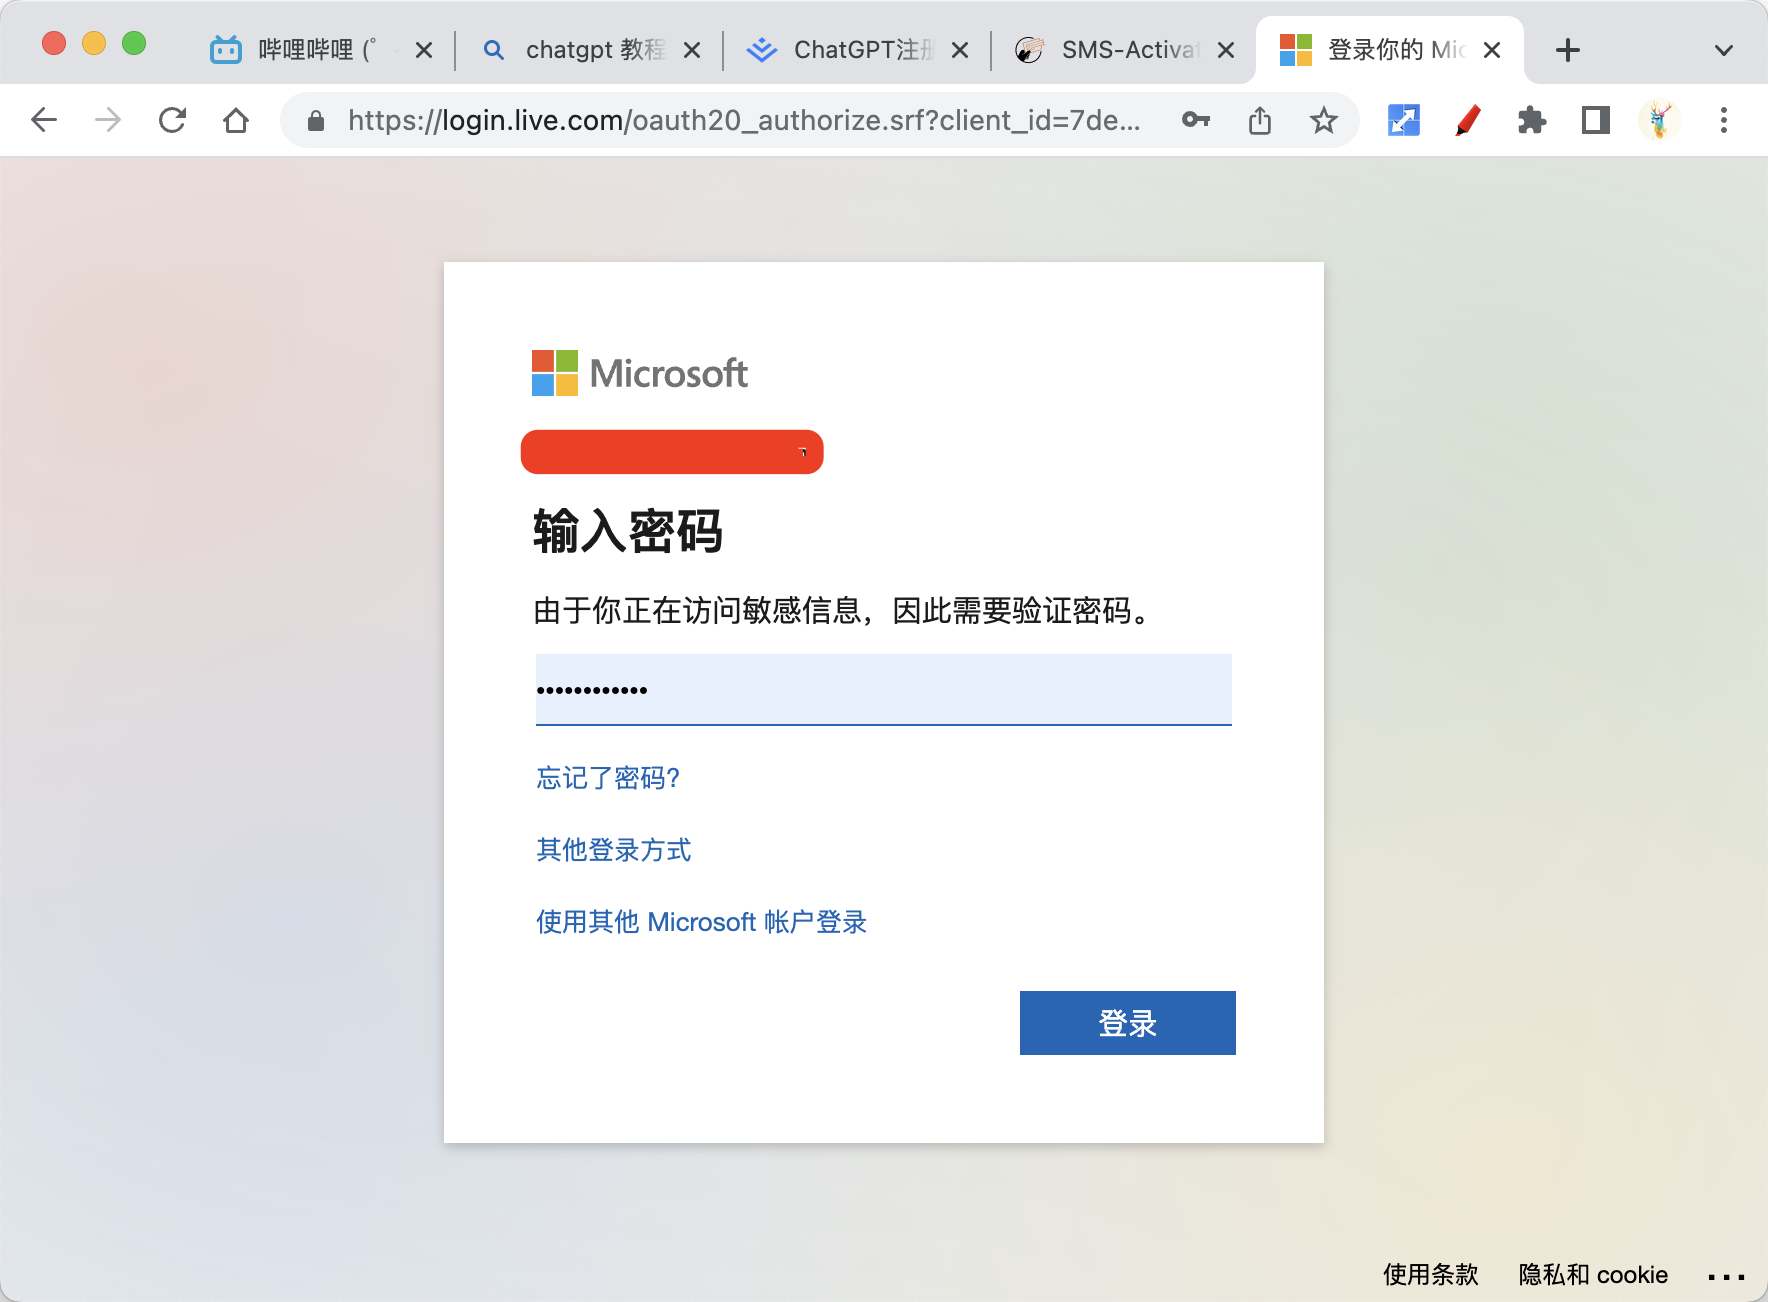 哔哩哔哩 (゜
chatgpt 教程
ChatGPT注册
SMS-Activat
登录你的 Mic
https://login.live.com/oauth20_authorize.srf?client_id=7de...
Microsoft
输入密码
由于你正在访问敏感信息，因此需要验证密码。
忘记了密码?
其他登录方式
使用其他 Microsoft 帐户登录
登录
使用条款 隐私和 cookie